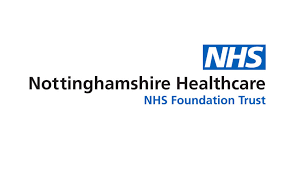 NHS
Nottinghamshire Healthcare
NHS Foundation Trust